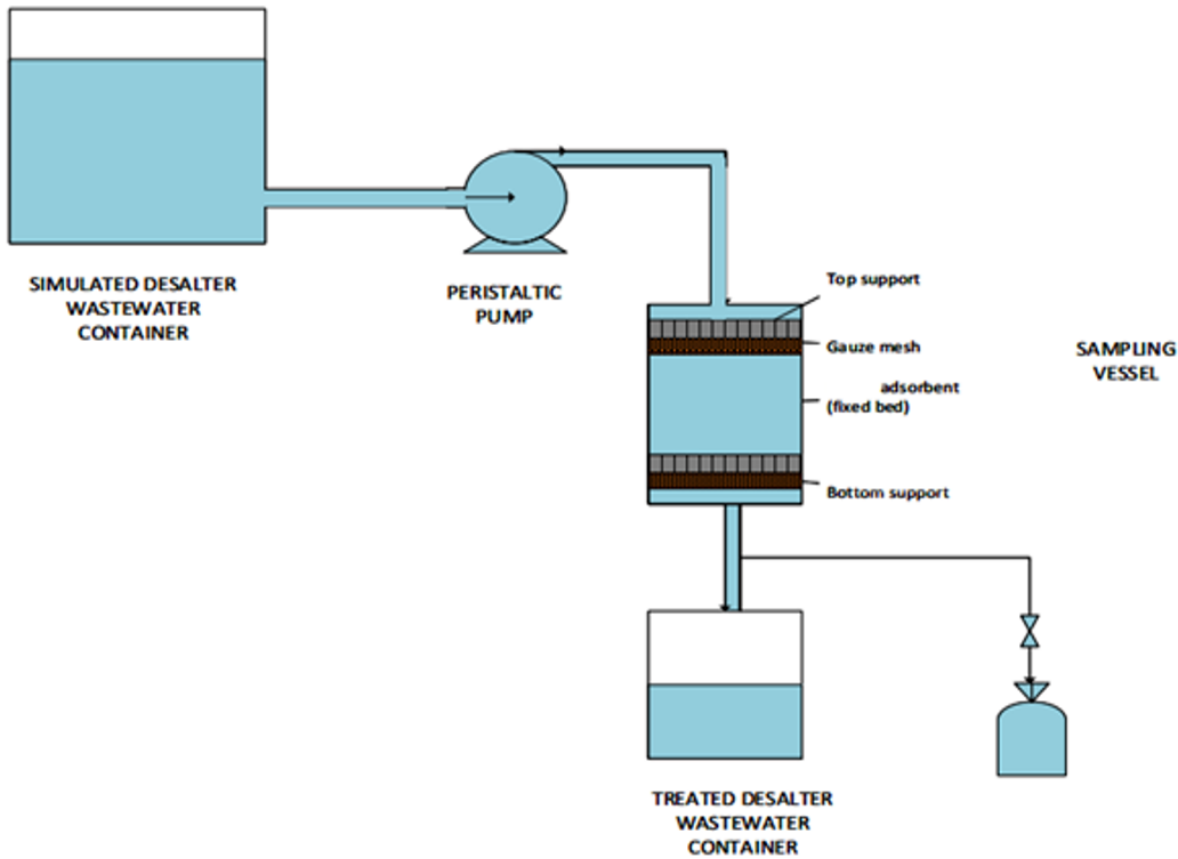 SIMULATED DESALTER
WASTEWATER
CONTAINER
PERISTALTIC
PUMP
Top support
Gauze mesh
adsorbent
(fixed bed)
Bottom support
SAMPLING
VESSEL
TREATED DESALTER
WASTEWATER
CONTAINER